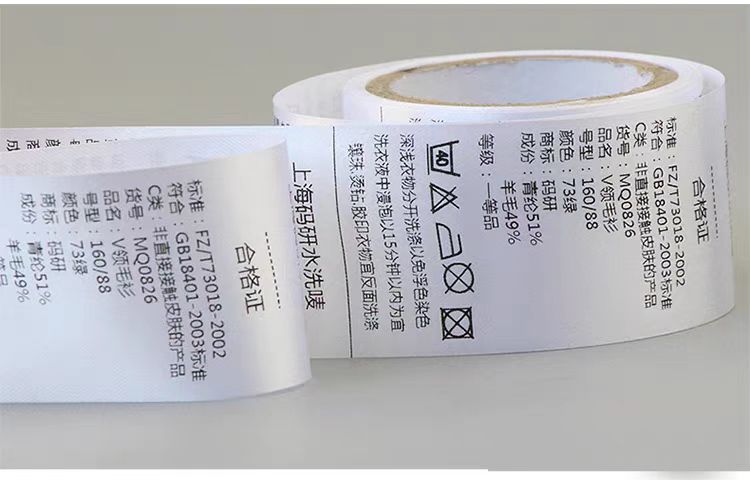 合格证
标准：FZ/T73018-2002
符合：GB18401-2003标准
C类：非直接接触皮肤的产品
货号：MQ0826
品名：V领毛衫
号型：160/88
颜色：73绿
商标：码研
成份：青纶51%
羊毛49%
合格证
标准：FZ/T73018-2002
符合：GB18401-2003标准
C类：非直接接触皮肤的产品
货号：MQ0826
品名：V领毛衫
号型：160/88
颜色：73绿
商标：码研
成份：青纶51%
羊毛49%
等级：一等品
40
深浅衣物分开洗涤以免浮色染色
洗衣液中浸泡以15分钟以内为宜
滚珠.烫钻.胶印衣物宜反面洗涤
上海码研水洗唛